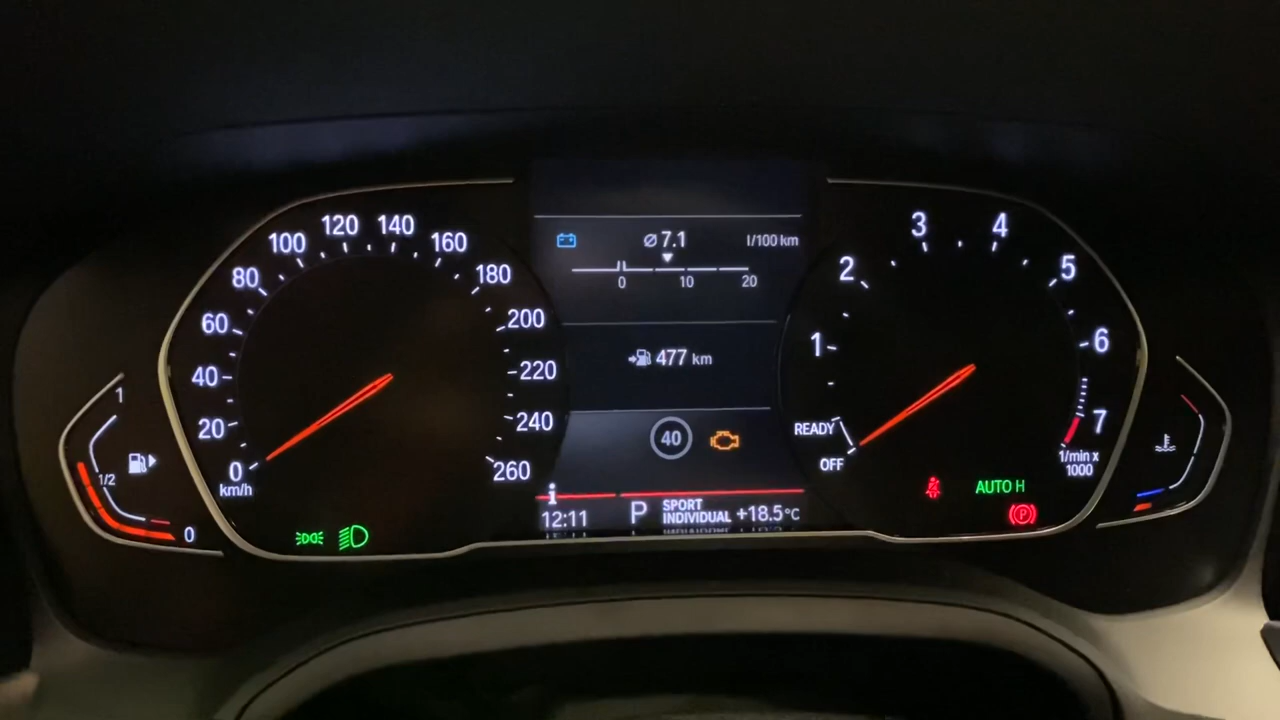 1
1/2
0
0
km/h
20
40
60
80
100
120
140
160
180
200
220
240
260
Ø 7.1 l/100 km
0 10 20
477 km
40
i
12:11 P SPORT INDIVIDUAL +18.5°C
OFF
READY
1
2
3
4
5
6
7
1/min x
1000
AUTO H
P